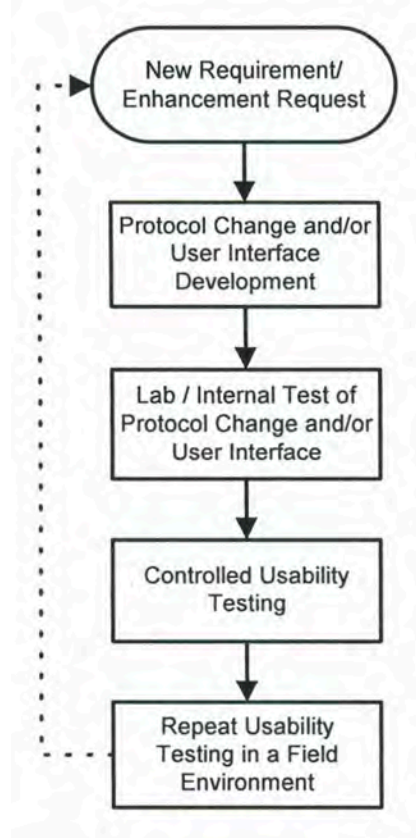 New Requirement/
Enhancement Request
Protocol Change and/or
User Interface
Development
Lab / Internal Test of
Protocol Change and/or
User Interface
Controlled Usability
Testing
Repeat Usability
Testing in a Field
Environment